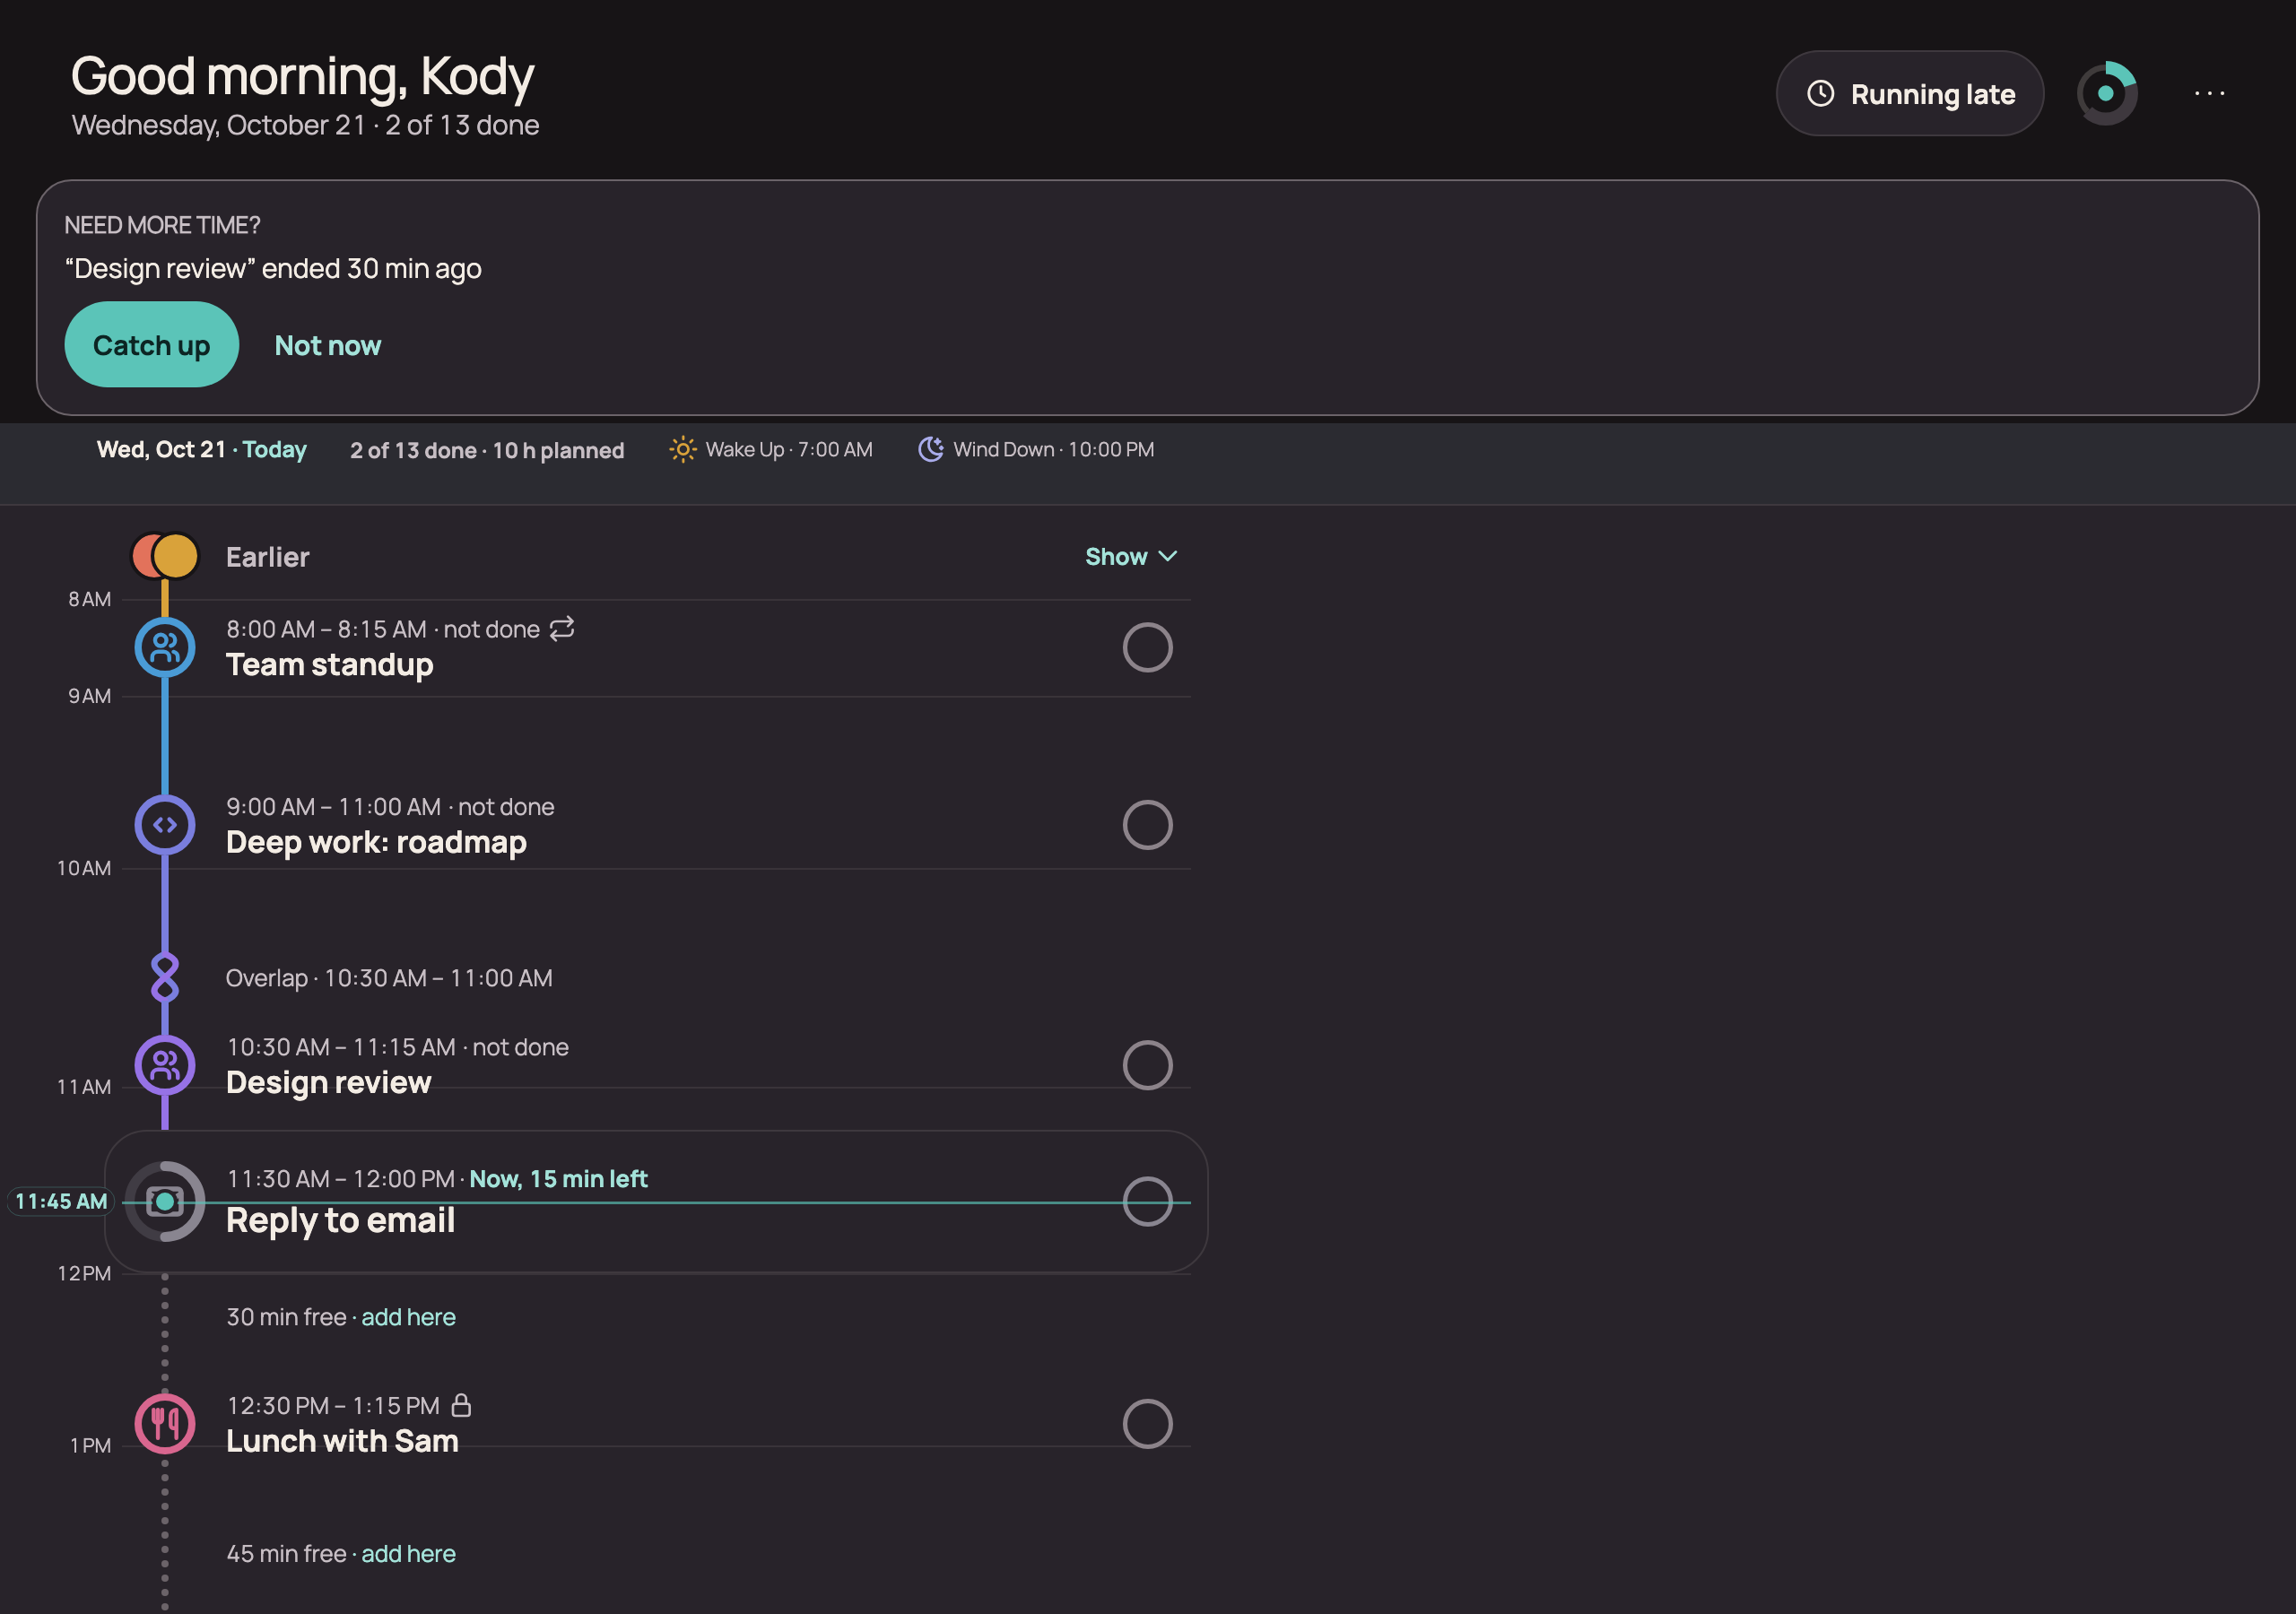 Good morning, Kody
Wednesday, October 21 · 2 of 13 done
Running late
NEED MORE TIME?
“Design review” ended 30 min ago
Catch up
Not now
Wed, Oct 21 · Today
2 of 13 done · 10 h planned
Wake Up · 7:00 AM
Wind Down · 10:00 PM
Earlier
Show
8 AM
8:00 AM – 8:15 AM · not done
Team standup
9 AM
9:00 AM – 11:00 AM · not done
Deep work: roadmap
10 AM
Overlap · 10:30 AM – 11:00 AM
10:30 AM – 11:15 AM · not done
Design review
11 AM
11:30 AM – 12:00 PM · Now, 15 min left
11:45 AM
Reply to email
12 PM
30 min free · add here
12:30 PM – 1:15 PM
Lunch with Sam
1 PM
45 min free · add here